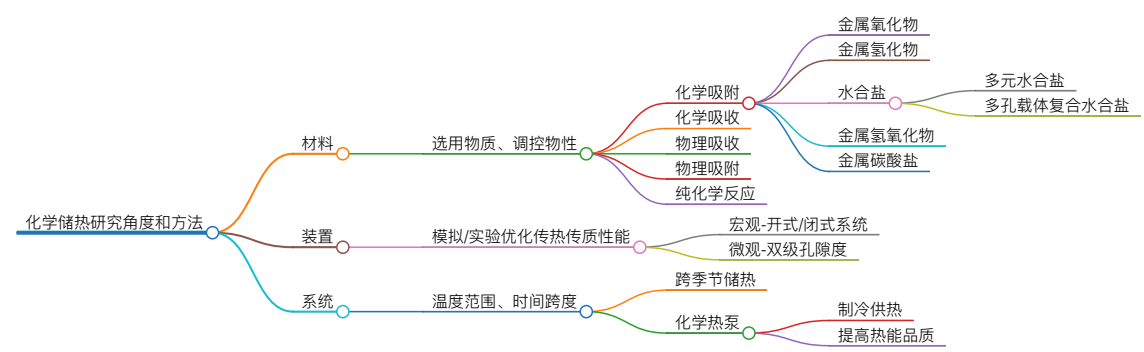 化学储热研究角度和方法
材料
选用物质、调控物性
化学吸附
金属氧化物
金属氢化物
水合盐
多元水合盐
多孔载体复合水合盐
金属氢氧化物
金属碳酸盐
化学吸收
物理吸收
物理吸附
纯化学反应
装置
模拟/实验优化传热传质性能
宏观-开式/闭式系统
微观-双级孔隙度
系统
温度范围、时间跨度
跨季节储热
化学热泵
制冷供热
提高热能品质